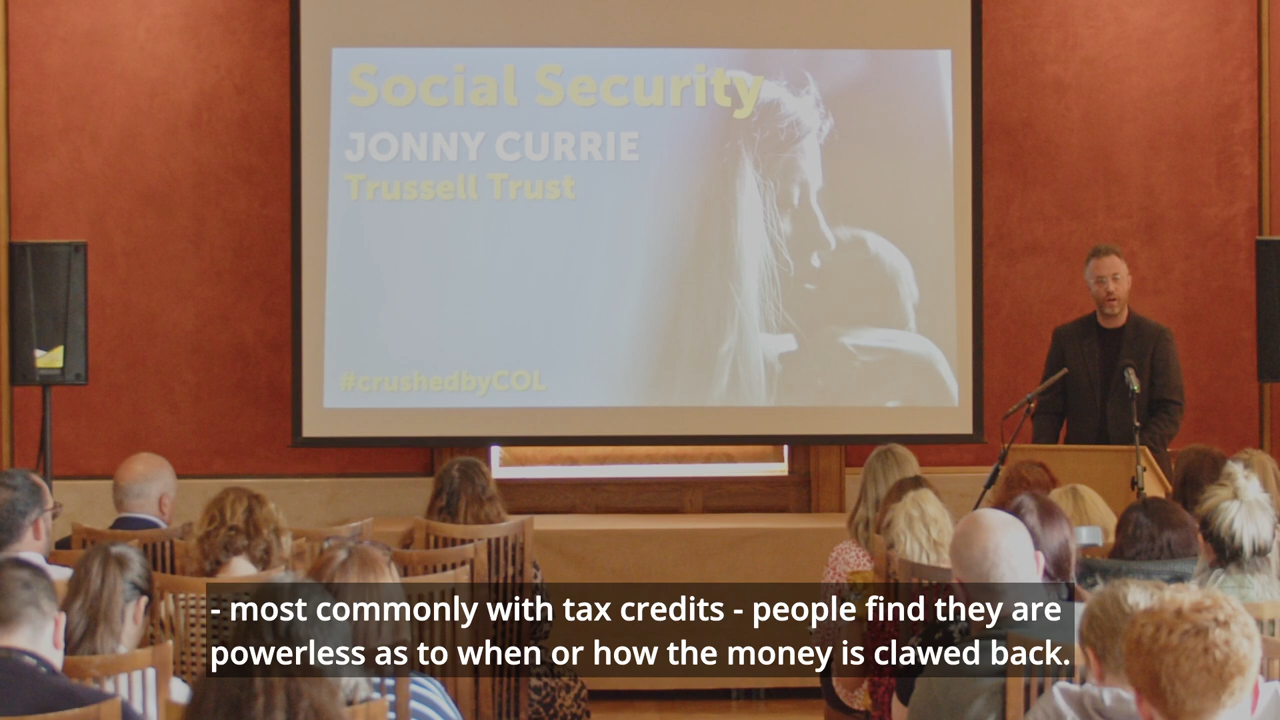 Social Security
JONNY CURRIE
Trussell Trust
#crushedbyCOL
- most commonly with tax credits - people find they are
powerless as to when or how the money is clawed back.